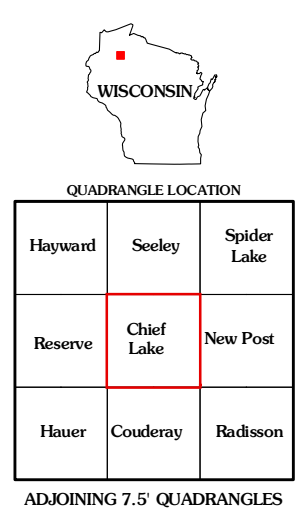 WISCONSIN
QUADRANGLE LOCATION
Hayward
Seeley
Spider
Lake
Reserve
Chief
Lake
New Post
Hauer
Couderay
Radisson
ADJOINING 7.5' QUADRANGLES